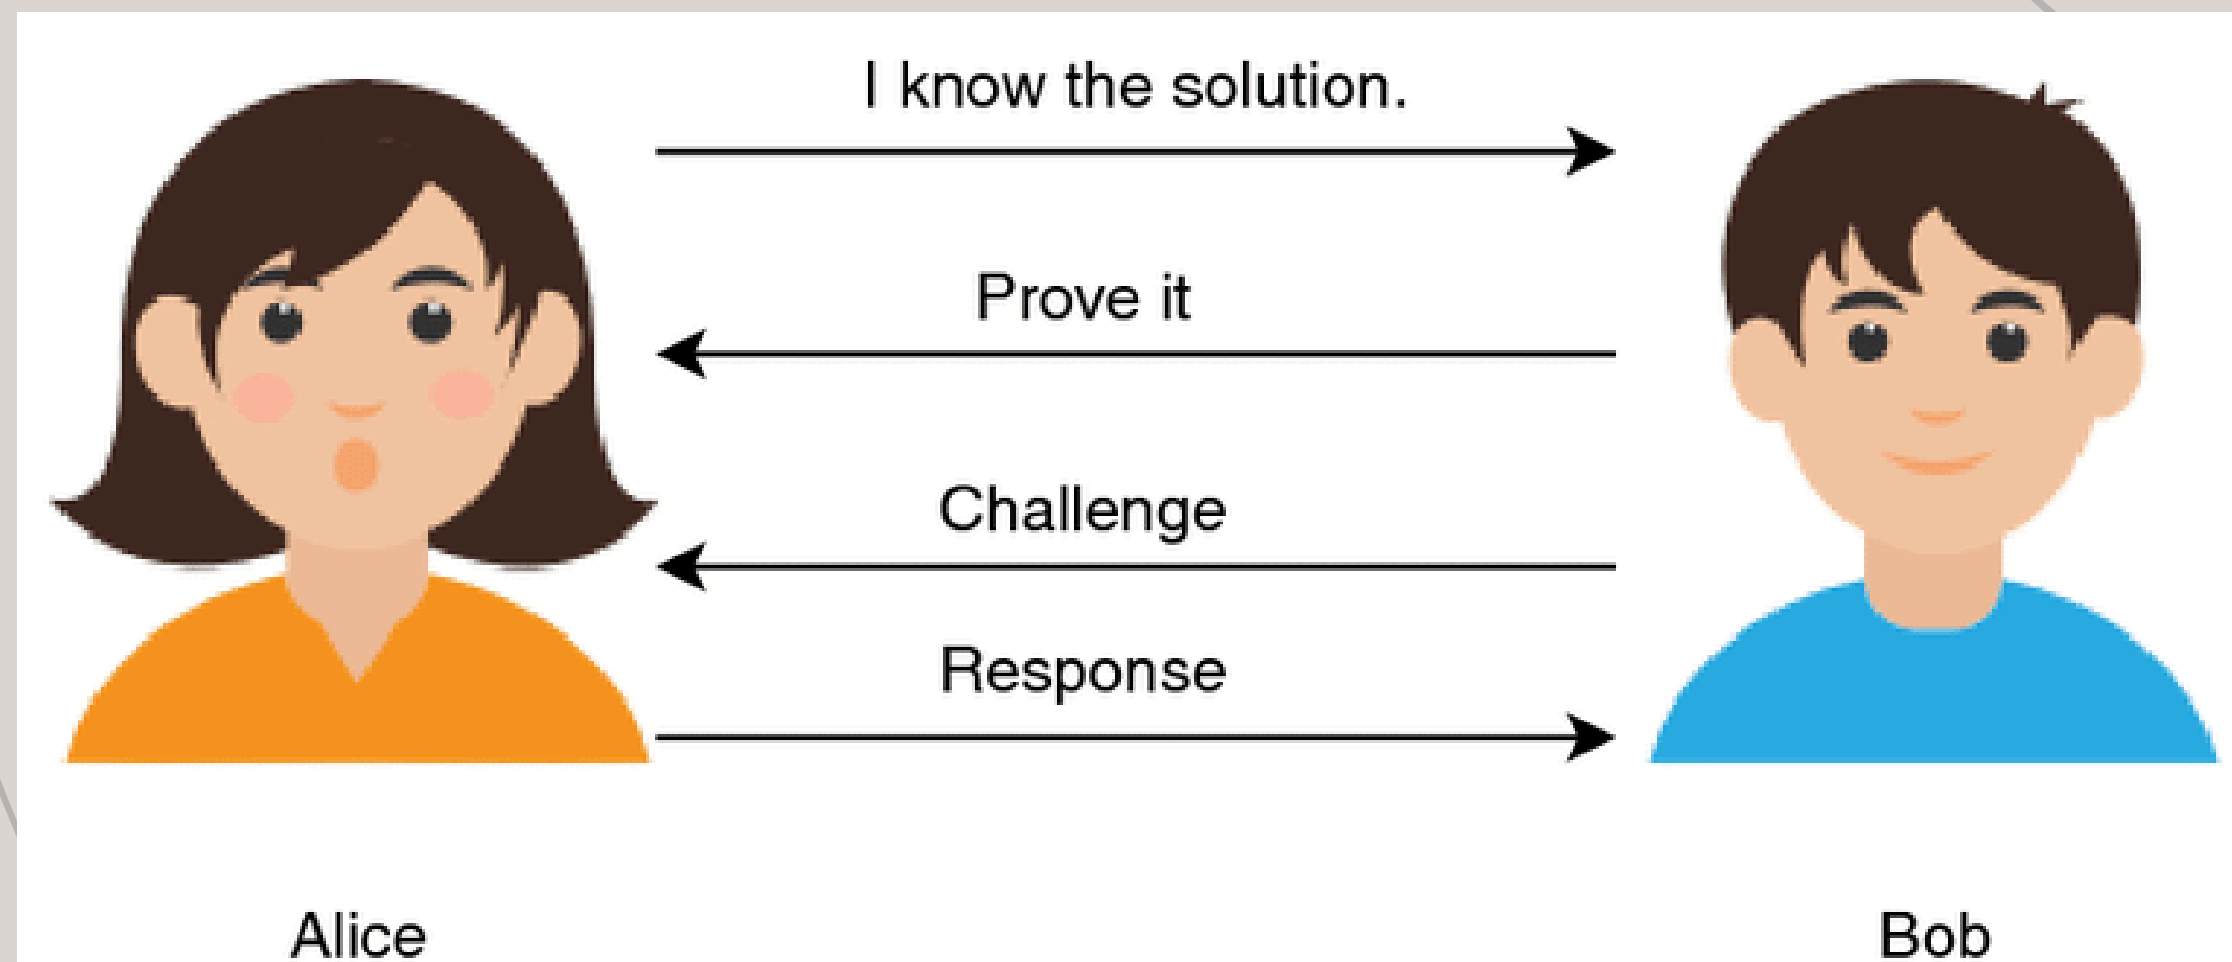 I know the solution.
Prove it
Challenge
Response
Alice
Bob